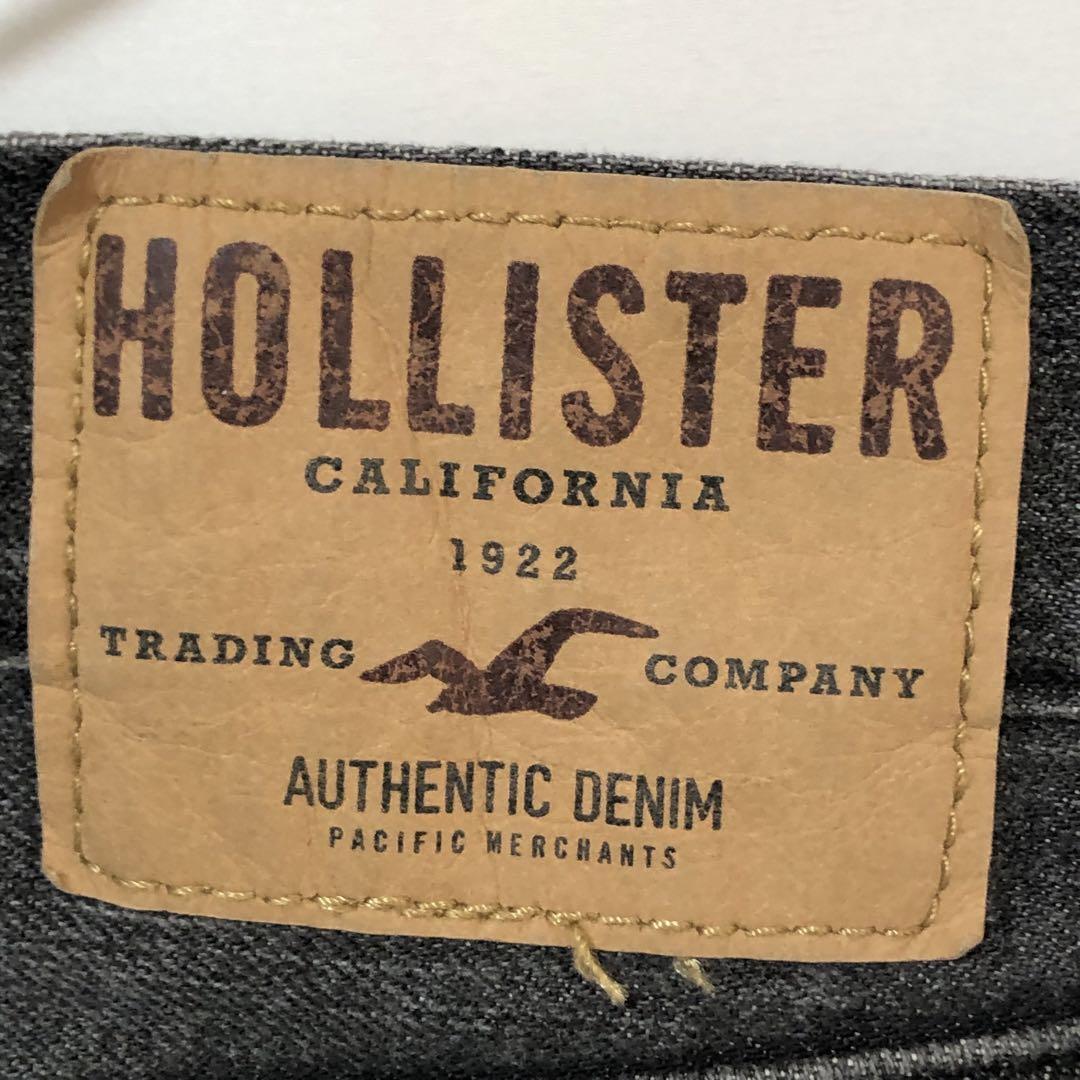 HOLLISTER
CALIFORNIA
1922
TRADING COMPANY
AUTHENTIC DENIM
PACIFIC MERCHANTS